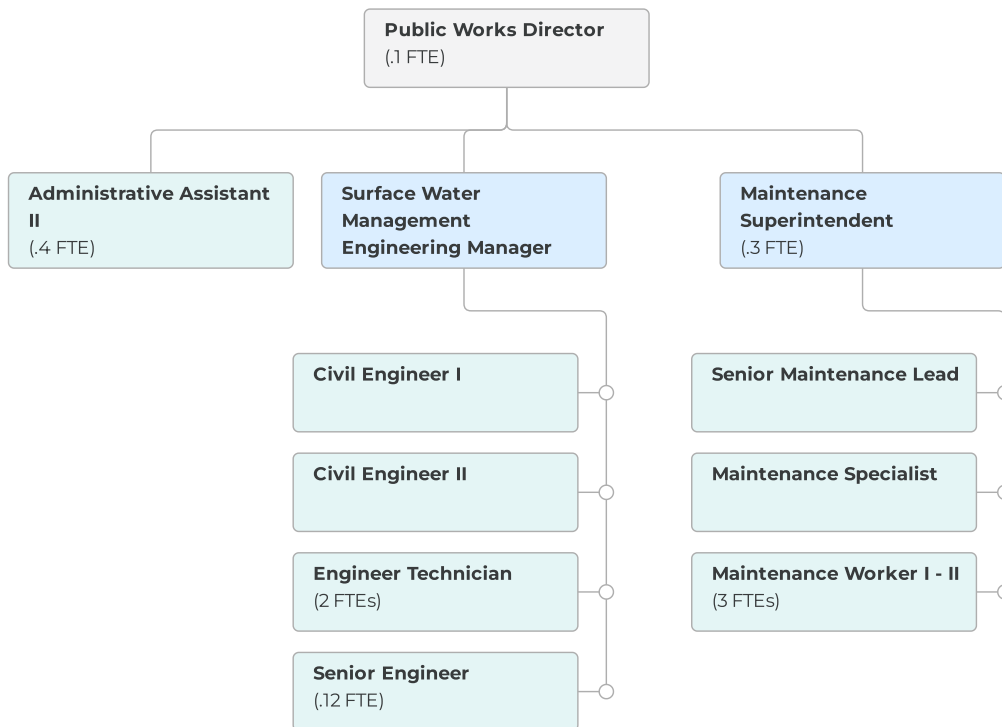 Public Works Director
(.1 FTE)
Administrative Assistant
II
(.4 FTE)
Surface Water
Management
Engineering Manager
Maintenance
Superintendent
(.3 FTE)
Civil Engineer I
Civil Engineer II
Engineer Technician
(2 FTEs)
Senior Engineer
(.12 FTE)
Senior Maintenance Lead
Maintenance Specialist
Maintenance Worker I - II
(3 FTEs)